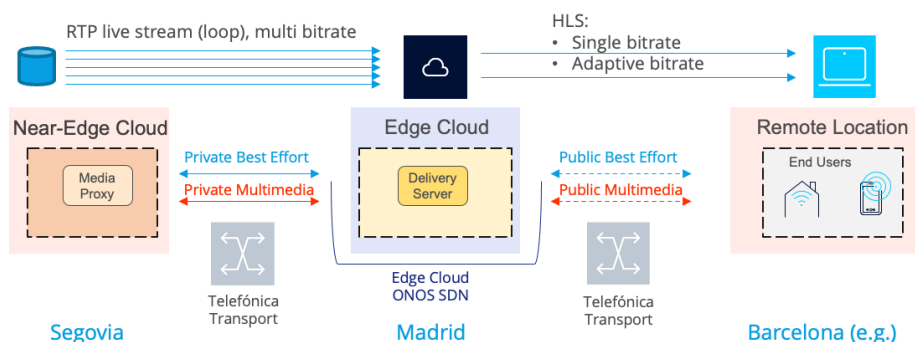 RTP live stream (loop), multi bitrate
HLS:
• Single bitrate
• Adaptive bitrate
Near-Edge Cloud
Media
Proxy
Private Best Effort
Private Multimedia
Edge Cloud
Delivery
Server
Public Best Effort
Public Multimedia
Remote Location
End Users
Telefónica
Transport
Edge Cloud
ONOS SDN
Telefónica
Transport
Segovia
Madrid
Barcelona (e.g.)